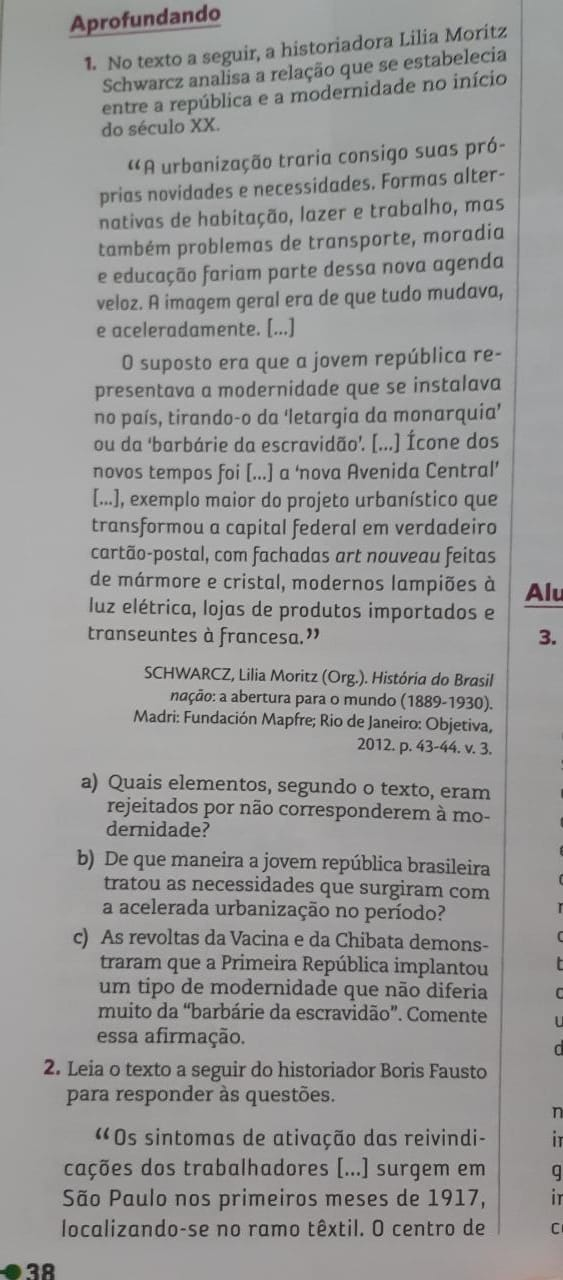 Aprofundando
1. No texto a seguir, a historiadora Lilia Moritz
Schwarcz analisa a relação que se estabelecia
entre a república e a modernidade no início
do século XX.
“A urbanização traria consigo suas pró-
prias novidades e necessidades. Formas alter-
nativas de habitação, lazer e trabalho, mas
também problemas de transporte, moradia
e educação fariam parte dessa nova agenda
veloz. A imagem geral era de que tudo mudava,
e aceleradamente. [...]
O suposto era que a jovem república re-
presentava a modernidade que se instalava
no país, tirando-o da ‘letargia da monarquia’
ou da ‘barbárie da escravidão’. [...] Ícone dos
novos tempos foi [...] a ‘nova Avenida Central’
[...], exemplo maior do projeto urbanístico que
transformou a capital federal em verdadeiro
cartão-postal, com fachadas art nouveau feitas
de mármore e cristal, modernos lampiões à
luz elétrica, lojas de produtos importados e
transeuntes à francesa.”
SCHWARCZ, Lilia Moritz (Org.). História do Brasil
nação: a abertura para o mundo (1889-1930).
Madri: Fundación Mapfre; Rio de Janeiro: Objetiva,
2012. p. 43-44. v. 3.
a) Quais elementos, segundo o texto, eram
rejeitados por não corresponderem à mo-
dernidade?
b) De que maneira a jovem república brasileira
tratou as necessidades que surgiram com
a acelerada urbanização no período?
c) As revoltas da Vacina e da Chibata demons-
traram que a Primeira República implantou
um tipo de modernidade que não diferia
muito da “barbárie da escravidão”. Comente
essa afirmação.
2. Leia o texto a seguir do historiador Boris Fausto
para responder às questões.
“Os sintomas de ativação das reivindi-
cações dos trabalhadores [...] surgem em
São Paulo nos primeiros meses de 1917,
localizando-se no ramo têxtil. O centro de
38
Alu
3.